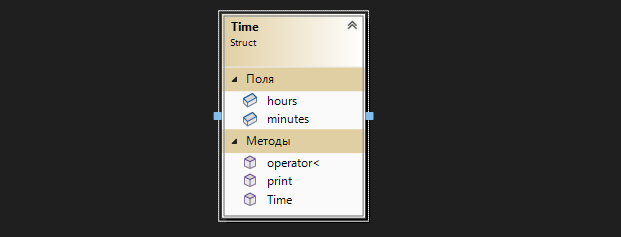 Time
Struct
Поля
hours
minutes
Методы
operator<
print
Time